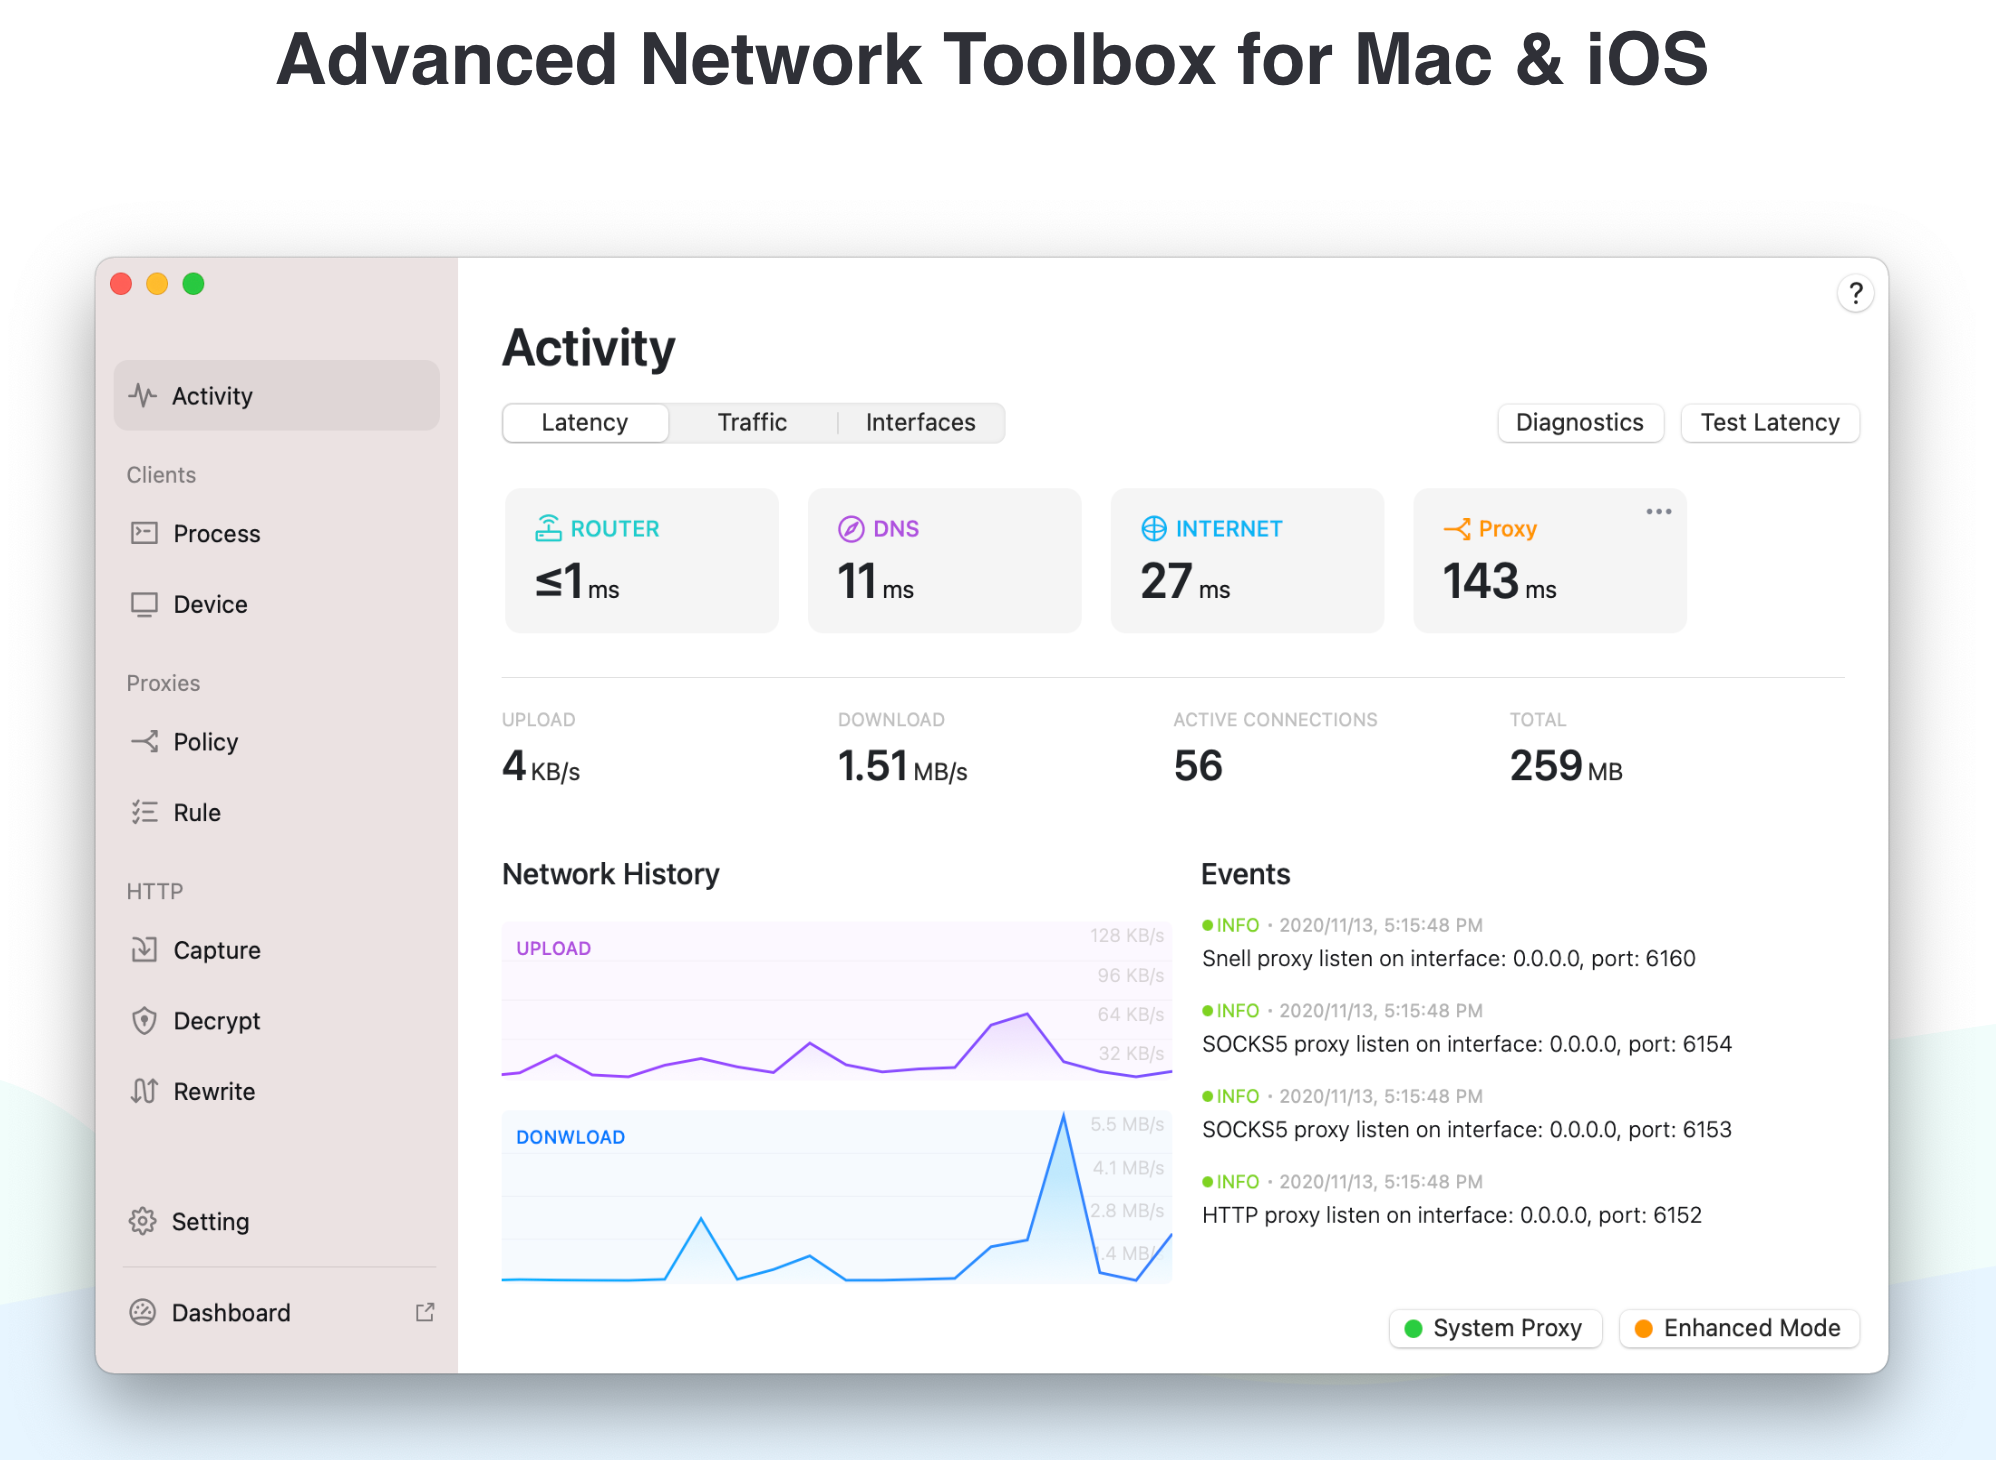 Advanced Network Toolbox for Mac & iOS
?
Activity
Clients
Process
Device
Proxies
Policy
Rule
HTTP
Capture
Decrypt
Rewrite
Setting
Dashboard
Activity
Latency Traffic Interfaces Diagnostics Test Latency
ROUTER
≤1 ms
DNS
11 ms
INTERNET
27 ms
Proxy
143 ms
UPLOAD
4 KB/s
DOWNLOAD
1.51 MB/s
ACTIVE CONNECTIONS
56
TOTAL
259 MB
Network History
UPLOAD
128 KB/s
96 KB/s
64 KB/s
32 KB/s
DONWLOAD
5.5 MB/s
4.1 MB/s
2.8 MB/s
1.4 MB/s
Events
INFO · 2020/11/13, 5:15:48 PM
Snell proxy listen on interface: 0.0.0.0, port: 6160
INFO · 2020/11/13, 5:15:48 PM
SOCKS5 proxy listen on interface: 0.0.0.0, port: 6154
INFO · 2020/11/13, 5:15:48 PM
SOCKS5 proxy listen on interface: 0.0.0.0, port: 6153
INFO · 2020/11/13, 5:15:48 PM
HTTP proxy listen on interface: 0.0.0.0, port: 6152
System Proxy Enhanced Mode